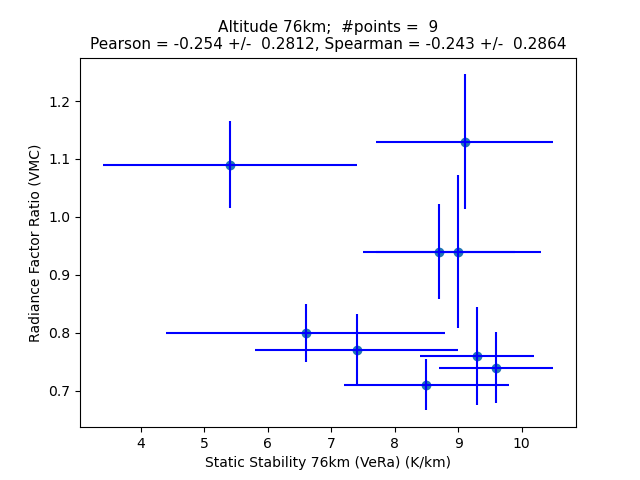 Altitude 76km;  #points =  9
Pearson = -0.254 +/-  0.2812, Spearman = -0.243 +/-  0.2864
1.2
1.1
1.0
0.9
0.8
0.7
Radiance Factor Ratio (VMC)
4 5 6 7 8 9 10
Static Stability 76km (VeRa) (K/km)